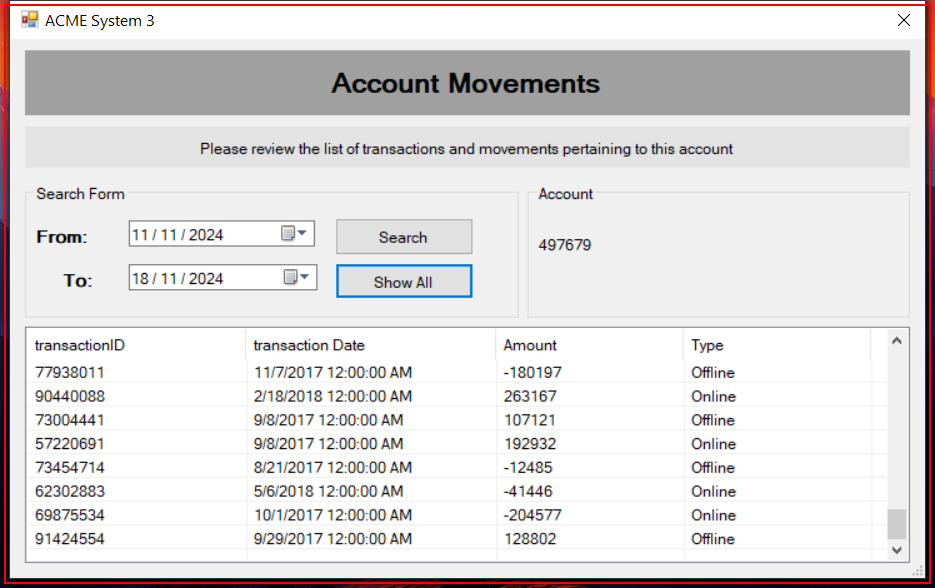 ACME System 3
Account Movements
Please review the list of transactions and movements pertaining to this account
Search Form
From: 11 / 11 / 2024 Search
To: 18 / 11 / 2024 Show All
Account
497679
transactionID transaction Date Amount Type
77938011 11/7/2017 12:00:00 AM -180197 Offline
90440088 2/18/2018 12:00:00 AM 263167 Online
73004441 9/8/2017 12:00:00 AM 107121 Offline
57220691 9/8/2017 12:00:00 AM 192932 Online
73454714 8/21/2017 12:00:00 AM -12485 Offline
62302883 5/6/2018 12:00:00 AM -41446 Online
69875534 10/1/2017 12:00:00 AM -204577 Online
91424554 9/29/2017 12:00:00 AM 128802 Offline